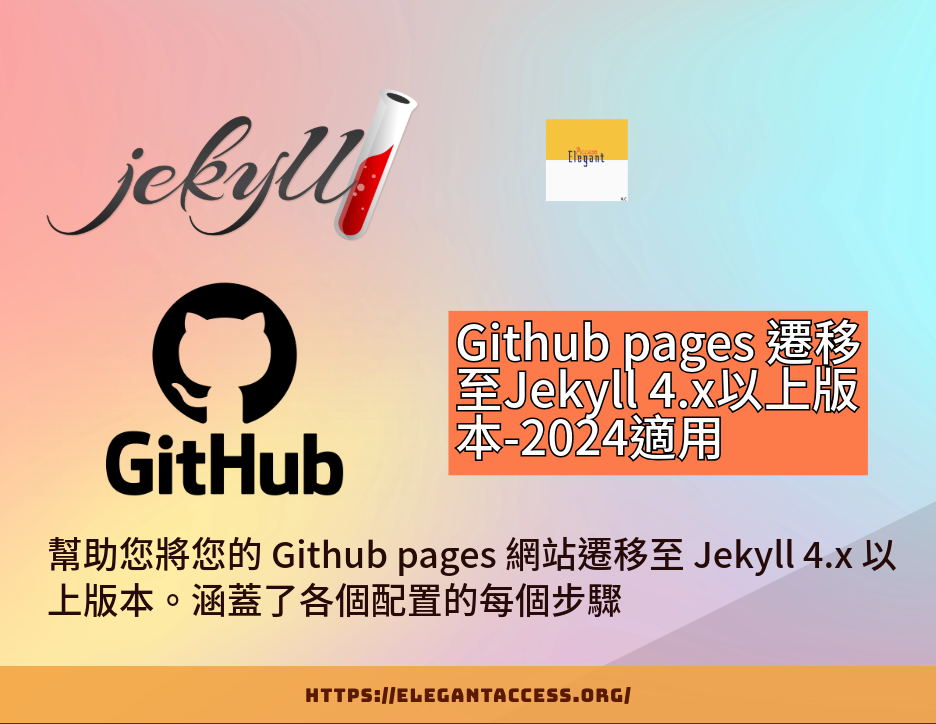 jekyll
Access
Elegant
GitHub
Github pages 遷移
至Jekyll 4.x以上版
本-2024適用
幫助您將您的 Github pages 網站遷移至 Jekyll 4.x 以
上版本。涵蓋了各個配置的每個步驟
HTTPS://ELEGANTACCESS.ORG/